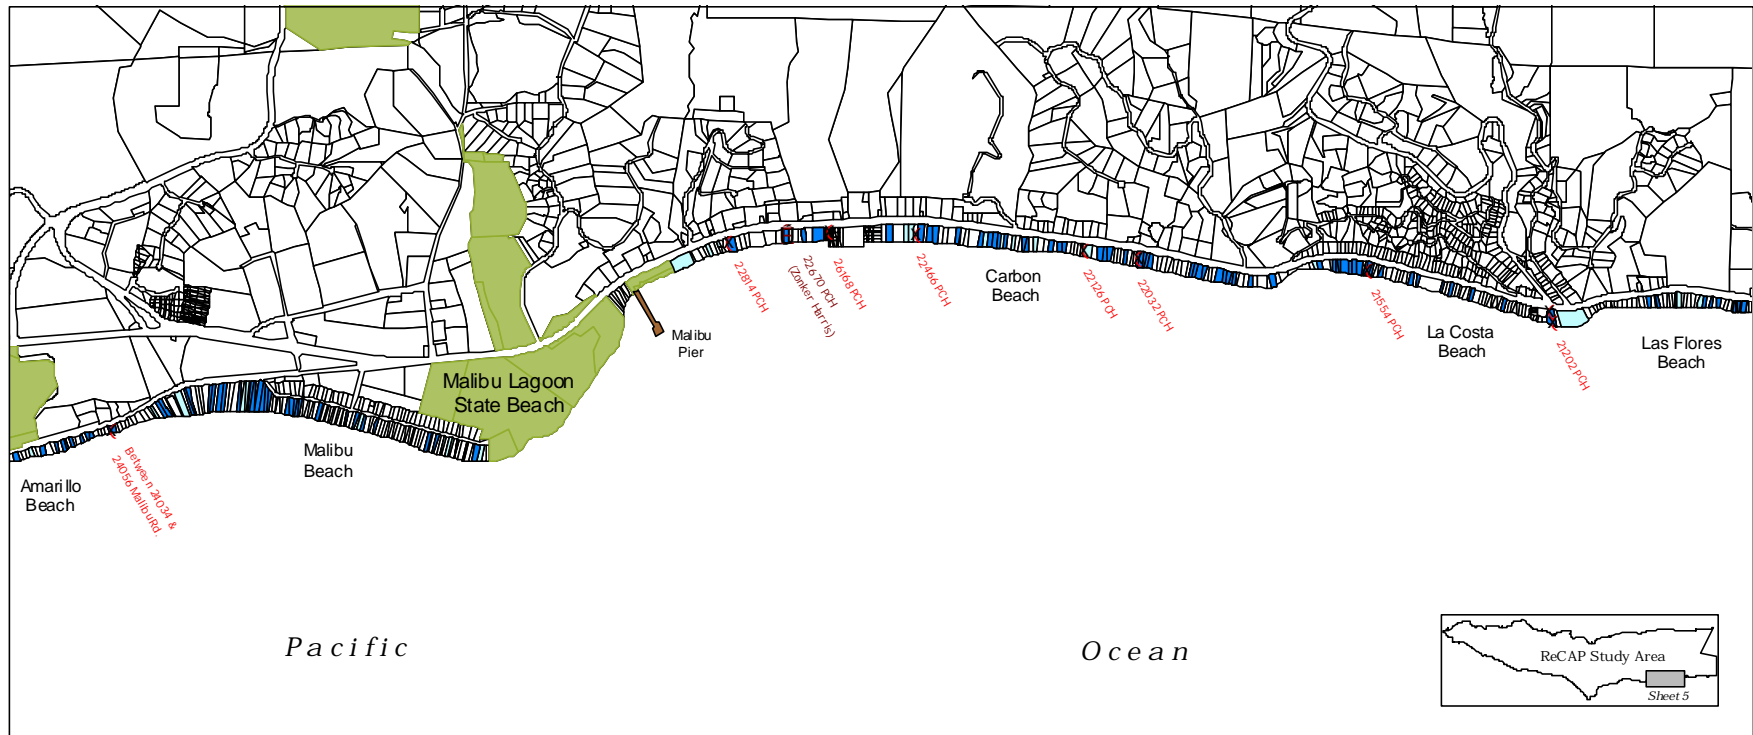 Malibu Lagoon
State Beach
Malibu
Pier
22814 PCH
22670 PCH
(Zonker Harris)
26168 PCH
22466 PCH
Carbon
Beach
22126 PCH
22032 PCH
21554 PCH
La Costa
Beach
21202 PCH
Las Flores
Beach
Malibu
Beach
Amarillo
Beach
Between 24034 &
24056 Malibu Rd.
Pacific
Ocean
ReCAP Study Area
Sheet 5